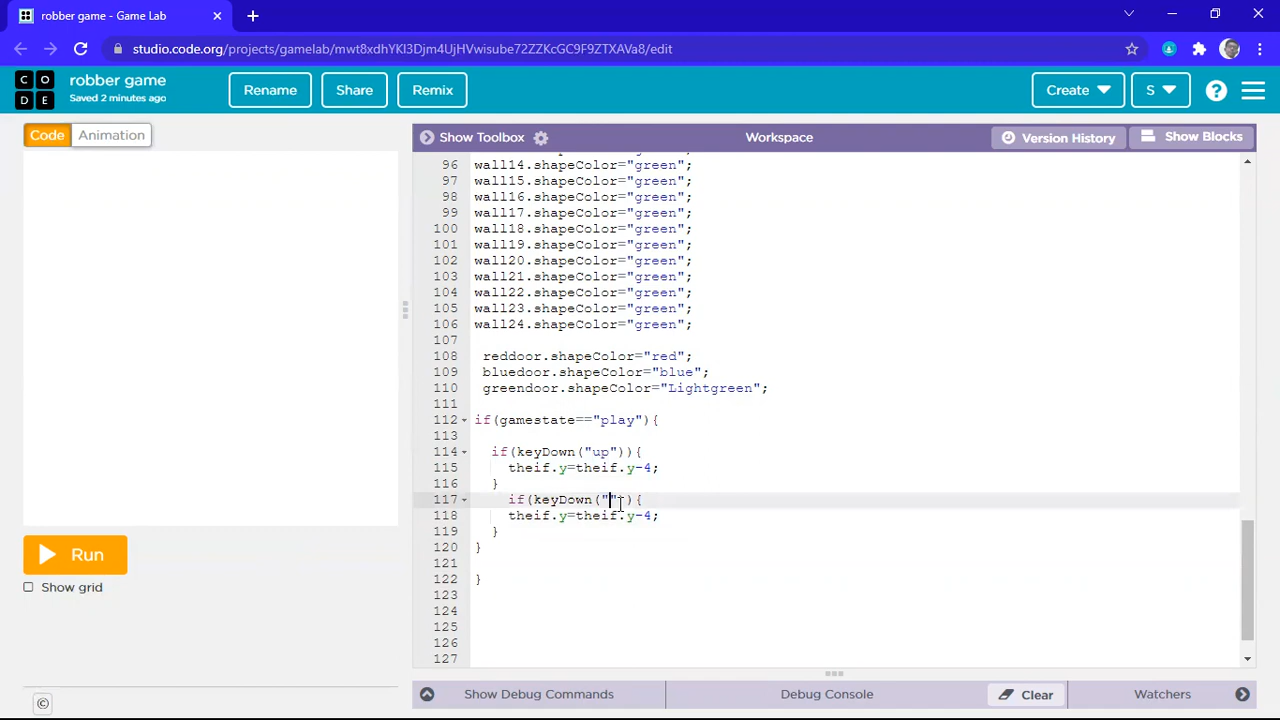 robber game - Game Lab
studio.code.org/projects/gamelab/mwt8xdhYKI3Djm4UjHVwisube72ZZKcGC9F9ZTXAVa8/edit
C O
D E
robber game
Saved 2 minutes ago
Rename
Share
Remix
Create
S
?
Code
Animation
Show Toolbox
Workspace
Version History
Show Blocks
96 wall14.shapeColor="green";
97 wall15.shapeColor="green";
98 wall16.shapeColor="green";
99 wall17.shapeColor="green";
100 wall18.shapeColor="green";
101 wall19.shapeColor="green";
102 wall20.shapeColor="green";
103 wall21.shapeColor="green";
104 wall22.shapeColor="green";
105 wall23.shapeColor="green";
106 wall24.shapeColor="green";
107
108 reddoor.shapeColor="red";
109 bluedoor.shapeColor="blue";
110 greendoor.shapeColor="Lightgreen";
111
112 if(gamestate=="play"){
113
114 if(keyDown("up")){
115 theif.y=theif.y-4;
116 }
117 if(keyDown("")){
118 theif.y=theif.y-4;
119 }
120 }
121
122 }
123
124
125
126
127
Run
Show grid
©
Show Debug Commands
Debug Console
Clear
Watchers